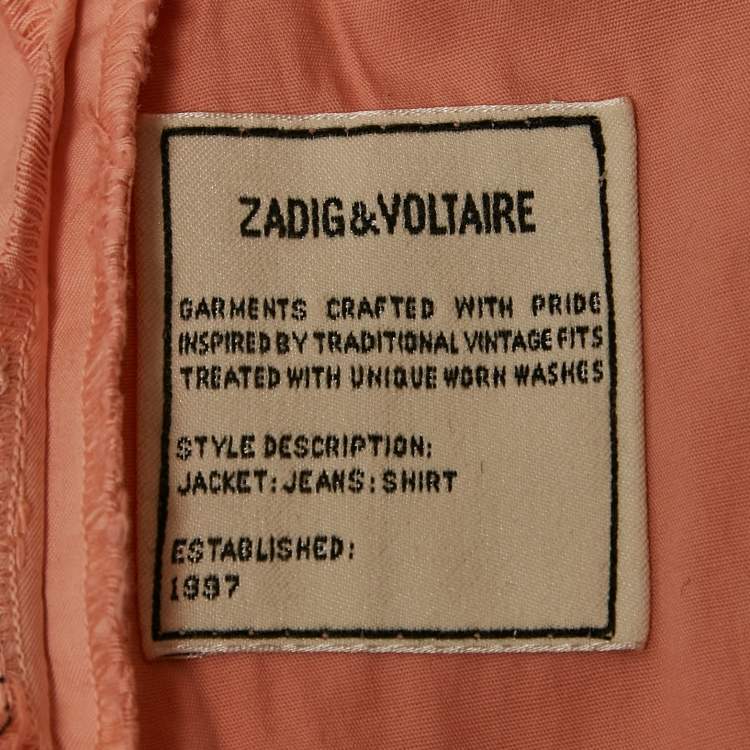 ZADIG&VOLTAIRE
GARMENTS CRAFTED WITH PRIDE
INSPIRED BY TRADITIONAL VINTAGE FITS
TREATED WITH UNIQUE WORN WASHES
STYLE DESCRIPTION:
JACKET: JEANS: SHIRT
ESTABLISHED:
1997